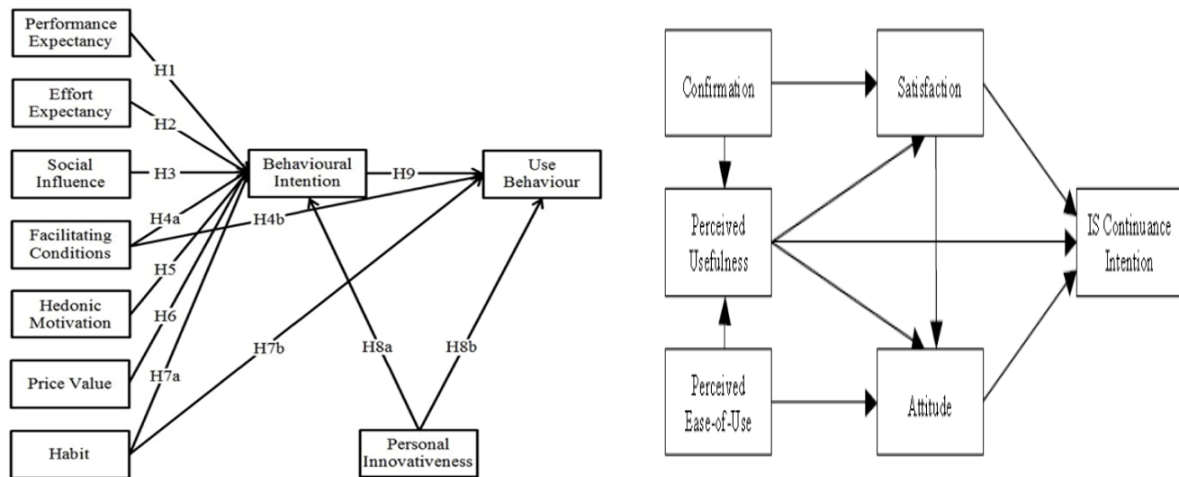 Performance
Expectancy
H1
Effort
Expectancy
H2
Social
Influence
H3
Behavioural
Intention
H9
Use
Behaviour
H4a
H4b
Facilitating
Conditions
H5
Hedonic
Motivation
H6
H7b
H8a
H8b
Price Value
H7a
Habit
Personal
Innovativeness
Confirmation
Satisfaction
Perceived
Usefulness
IS Continuance
Intention
Perceived
Ease-of-Use
Attitude